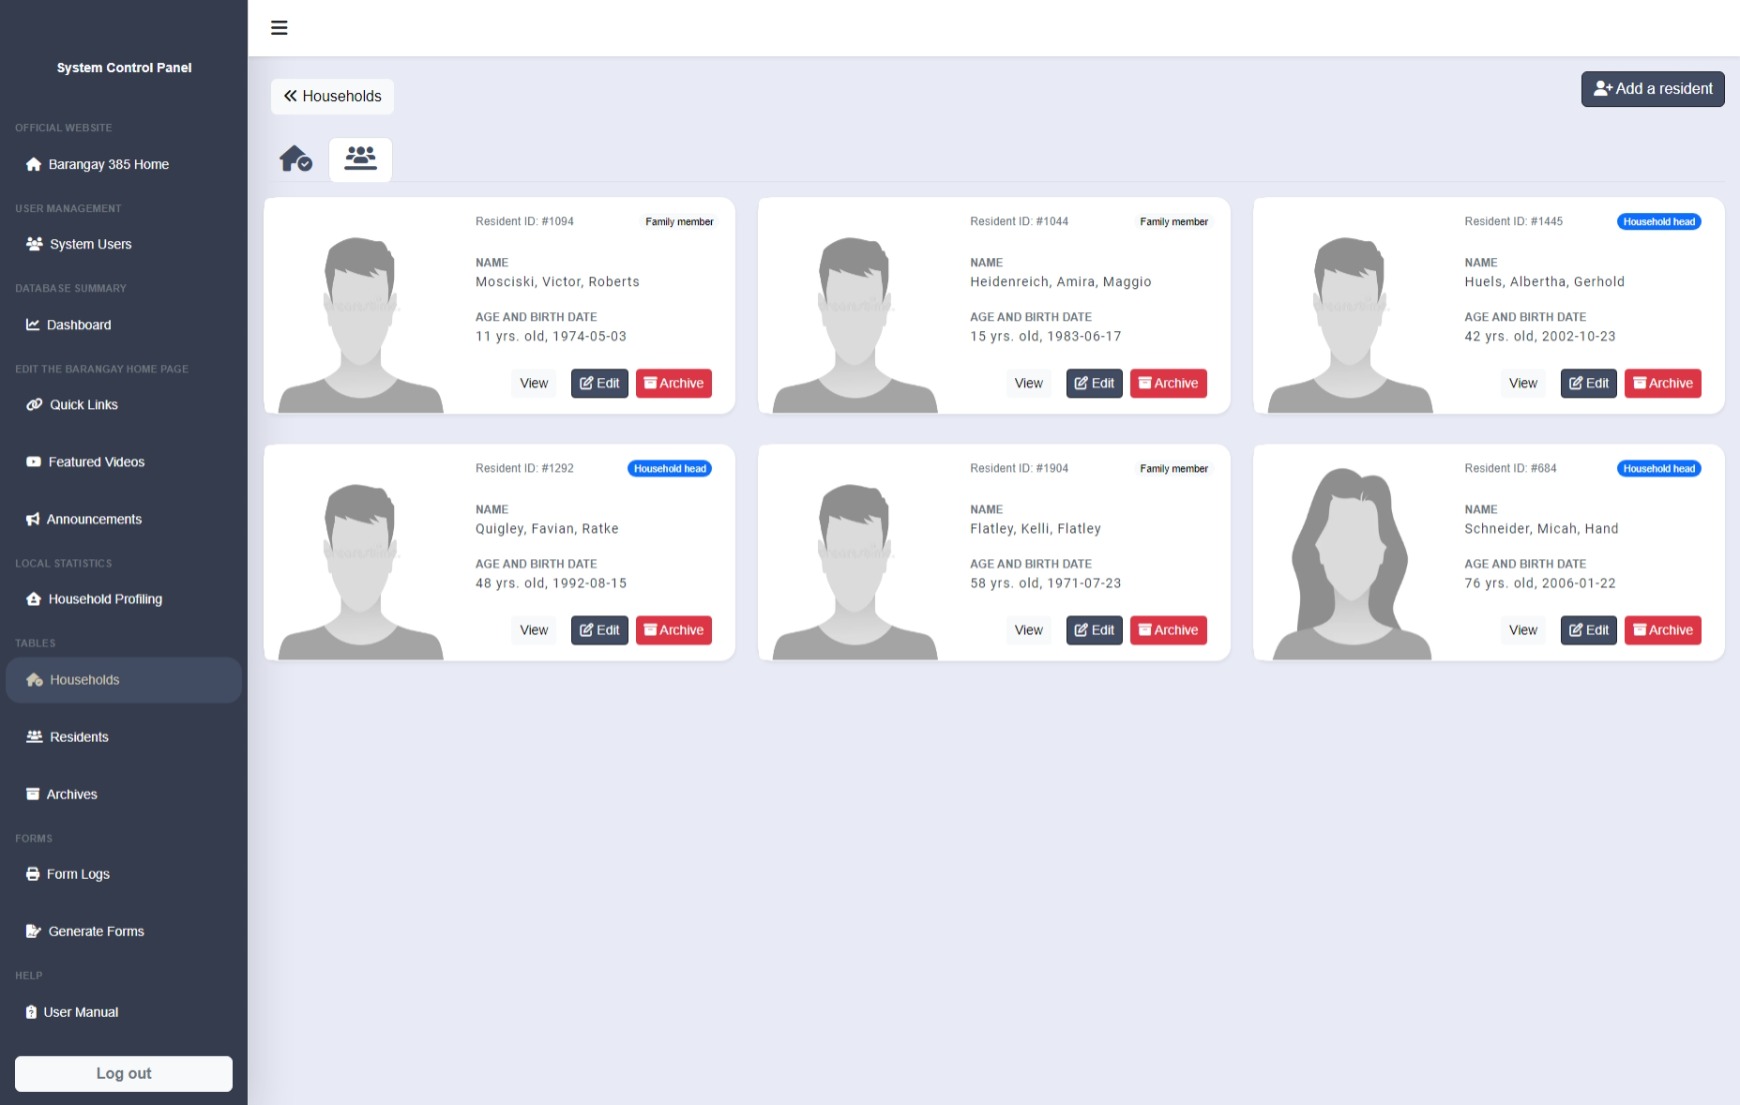 System Control Panel
OFFICIAL WEBSITE
Barangay 385 Home
USER MANAGEMENT
System Users
DATABASE SUMMARY
Dashboard
EDIT THE BARANGAY HOME PAGE
Quick Links
Featured Videos
Announcements
LOCAL STATISTICS
Household Profiling
TABLES
Households
Residents
Archives
FORMS
Form Logs
Generate Forms
HELP
User Manual
Log out
Households
Add a resident
Resident ID: #1094 Family member
NAME
Mosciski, Victor, Roberts
AGE AND BIRTH DATE
11 yrs. old, 1974-05-03
View Edit Archive
Resident ID: #1044 Family member
NAME
Heidenreich, Amira, Maggio
AGE AND BIRTH DATE
15 yrs. old, 1983-06-17
View Edit Archive
Resident ID: #1445 Household head
NAME
Huels, Albertha, Gerhold
AGE AND BIRTH DATE
42 yrs. old, 2002-10-23
View Edit Archive
Resident ID: #1292 Household head
NAME
Quigley, Favian, Ratke
AGE AND BIRTH DATE
48 yrs. old, 1992-08-15
View Edit Archive
Resident ID: #1904 Family member
NAME
Flatley, Kelli, Flatley
AGE AND BIRTH DATE
58 yrs. old, 1971-07-23
View Edit Archive
Resident ID: #684 Household head
NAME
Schneider, Micah, Hand
AGE AND BIRTH DATE
76 yrs. old, 2006-01-22
View Edit Archive